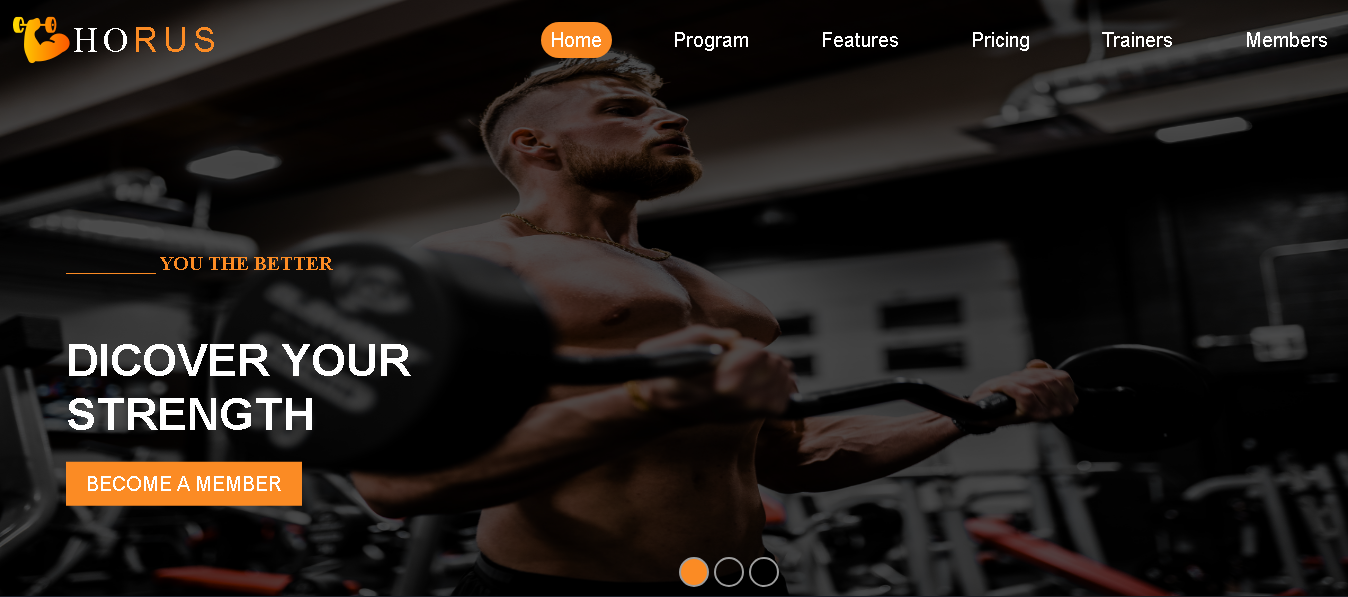 HORUS
Home Program Features Pricing Trainers Members
_________ YOU THE BETTER
DICOVER YOUR
STRENGTH
BECOME A MEMBER